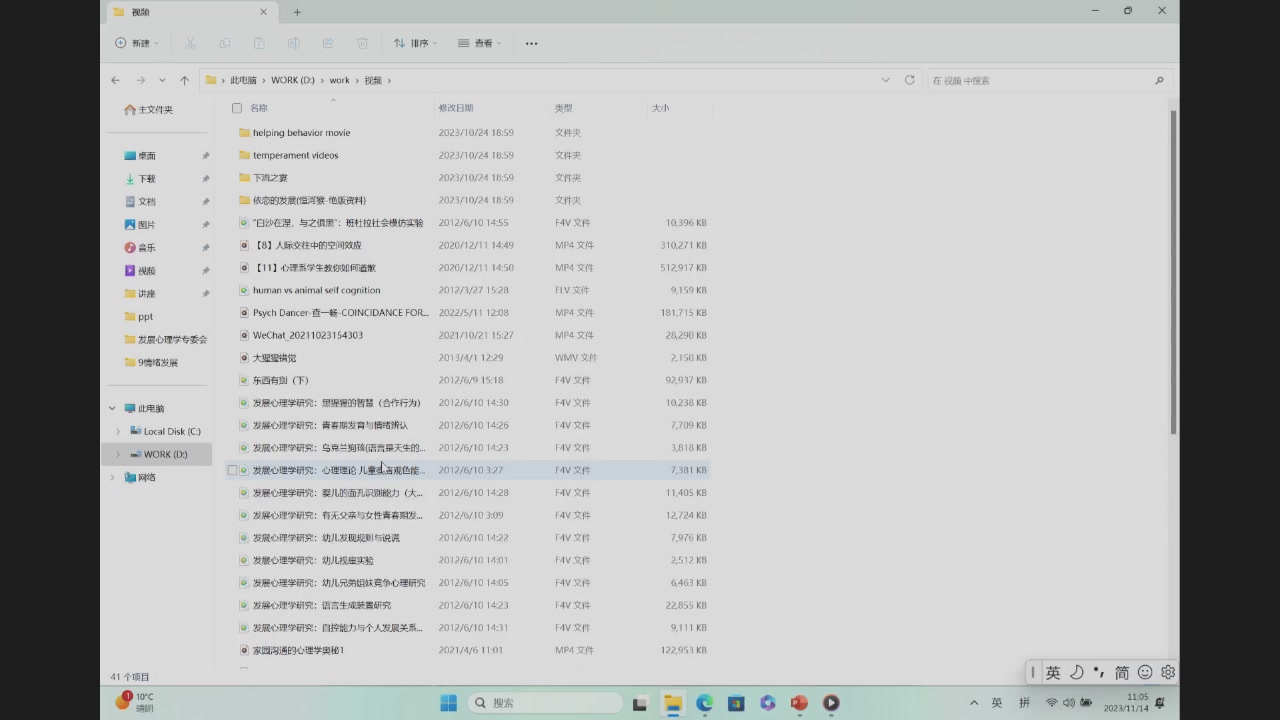 视频
新建
排序
查看
此电脑 › WORK (D:) › work › 视频 ›
在 视频 中搜索
主文件夹
桌面
下载
文档
图片
音乐
视频
讲座
ppt
发展心理学专委会
9情绪发展
此电脑
Local Disk (C:)
WORK (D:)
网络
名称 修改日期 类型 大小
helping behavior movie 2023/10/24 18:59 文件夹
temperament videos 2023/10/24 18:59 文件夹
下流之宴 2023/10/24 18:59 文件夹
依恋的发展(恒河猴-绝版资料) 2023/10/24 18:59 文件夹
“白沙在涅，与之俱黑”：班杜拉社会模仿实验 2012/6/10 14:55 F4V 文件 10,396 KB
【8】人际交往中的空间效应 2020/12/11 14:49 MP4 文件 310,271 KB
【11】心理系学生教你如何道歉 2020/12/11 14:50 MP4 文件 512,917 KB
human vs animal self cognition 2012/3/27 15:28 FLV 文件 9,159 KB
Psych Dancer-查一畅-COINCIDANCE FOR... 2022/5/11 12:08 MP4 文件 181,715 KB
WeChat_20211023154303 2021/10/21 15:27 MP4 文件 28,290 KB
大猩猩错觉 2013/4/1 12:29 WMV 文件 2,150 KB
东西有别（下） 2012/6/9 15:18 F4V 文件 92,937 KB
发展心理学研究：黑猩猩的智慧（合作行为） 2012/6/10 14:30 F4V 文件 10,238 KB
发展心理学研究：青春期发育与情绪辨认 2012/6/10 14:26 F4V 文件 7,709 KB
发展心理学研究：乌克兰狗孩(语言是天生的... 2012/6/10 14:23 F4V 文件 3,818 KB
发展心理学研究：心理理论 儿童察言观色能... 2012/6/10 3:27 F4V 文件 7,381 KB
发展心理学研究：婴儿的面孔识别能力（大... 2012/6/10 14:28 F4V 文件 11,405 KB
发展心理学研究：有无父亲与女性青春期发... 2012/6/10 3:09 F4V 文件 12,724 KB
发展心理学研究：幼儿发现规则与说谎 2012/6/10 14:22 F4V 文件 7,976 KB
发展心理学研究：幼儿视崖实验 2012/6/10 14:01 F4V 文件 2,512 KB
发展心理学研究：幼儿兄弟姐妹竞争心理研究 2012/6/10 14:05 F4V 文件 6,463 KB
发展心理学研究：语言生成装置研究 2012/6/10 14:23 F4V 文件 22,855 KB
发展心理学研究：自控能力与个人发展关系... 2012/6/10 14:31 F4V 文件 9,111 KB
家园沟通的心理学奥秘1 2021/4/6 11:01 MP4 文件 122,953 KB
41 个项目
英 简
1
10°C
晴朗
搜索
英 拼
11:05
2023/11/14